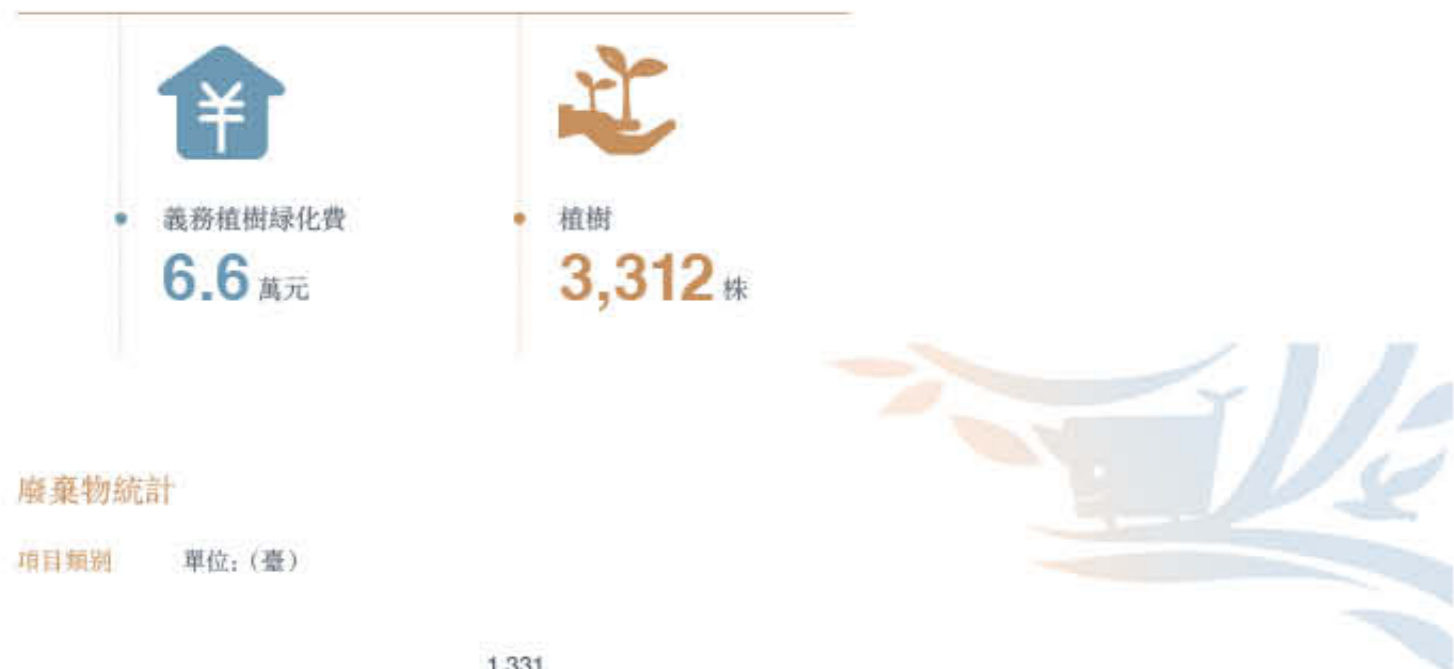 ¥
義務植樹緑化費
6.6 萬元
植樹
3,312 株
廢棄物統計
項目類別 單位:(臺)
1,331